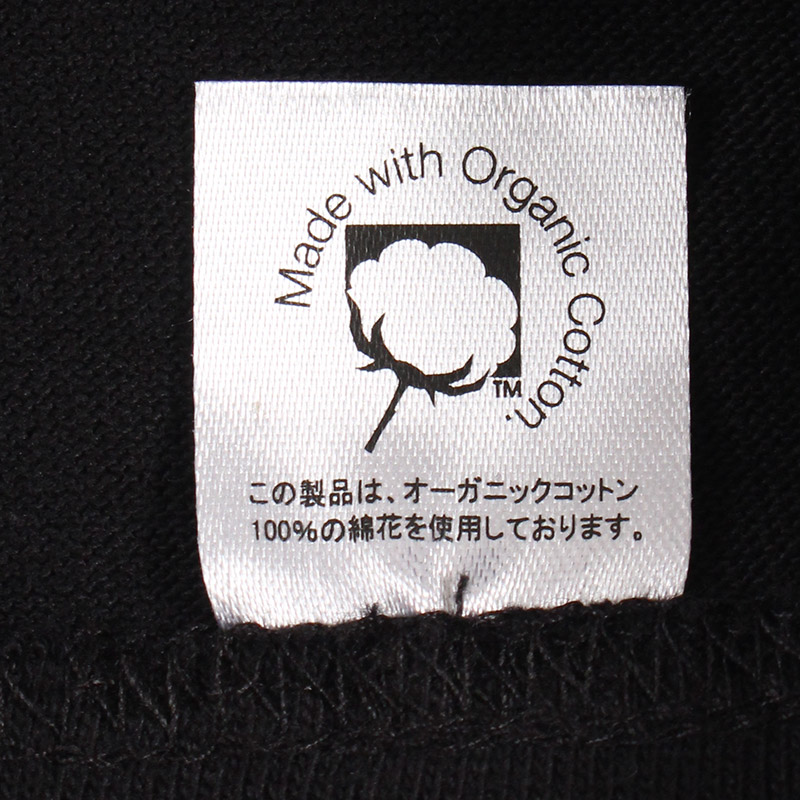 Made with Organic Cotton.
TM
この製品は、オーガニックコットン
100%の綿花を使用しております。